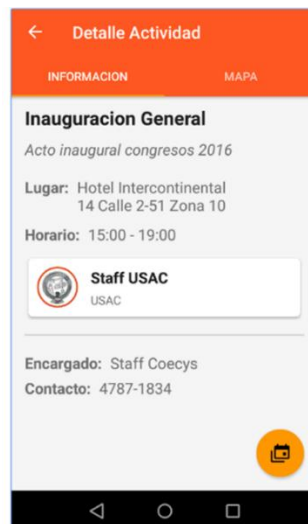 Detalle Actividad
INFORMACION MAPA
Inauguracion General
Acto inaugural congresos 2016
Lugar: Hotel Intercontinental
14 Calle 2-51 Zona 10
Horario: 15:00 - 19:00
Staff USAC
USAC
Encargado: Staff Coecys
Contacto: 4787-1834